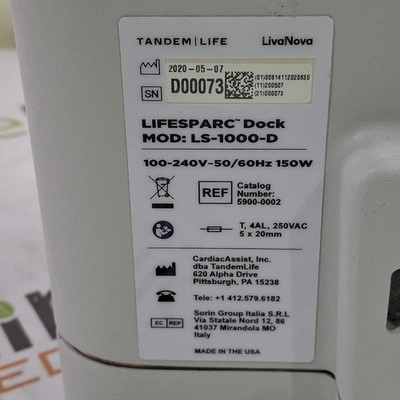 TANDEM|LIFE LivaNova
2020-05-07
SN D00073
(01)00814112020630
(11)200507
(21)000073
LIFESPARC™ Dock
MOD: LS-1000-D
100-240V-50/60Hz 150W
REF Catalog Number: 5900-0002
T, 4AL, 250VAC
5 x 20mm
CardiacAssist, Inc.
dba TandemLife
620 Alpha Drive
Pittsburgh, PA 15238
Tele: +1 412.579.6182
EC REP
Sorin Group Italia S.R.L
Via Statale Nord 12, 86
41037 Mirandola MO
Italy
MADE IN THE USA